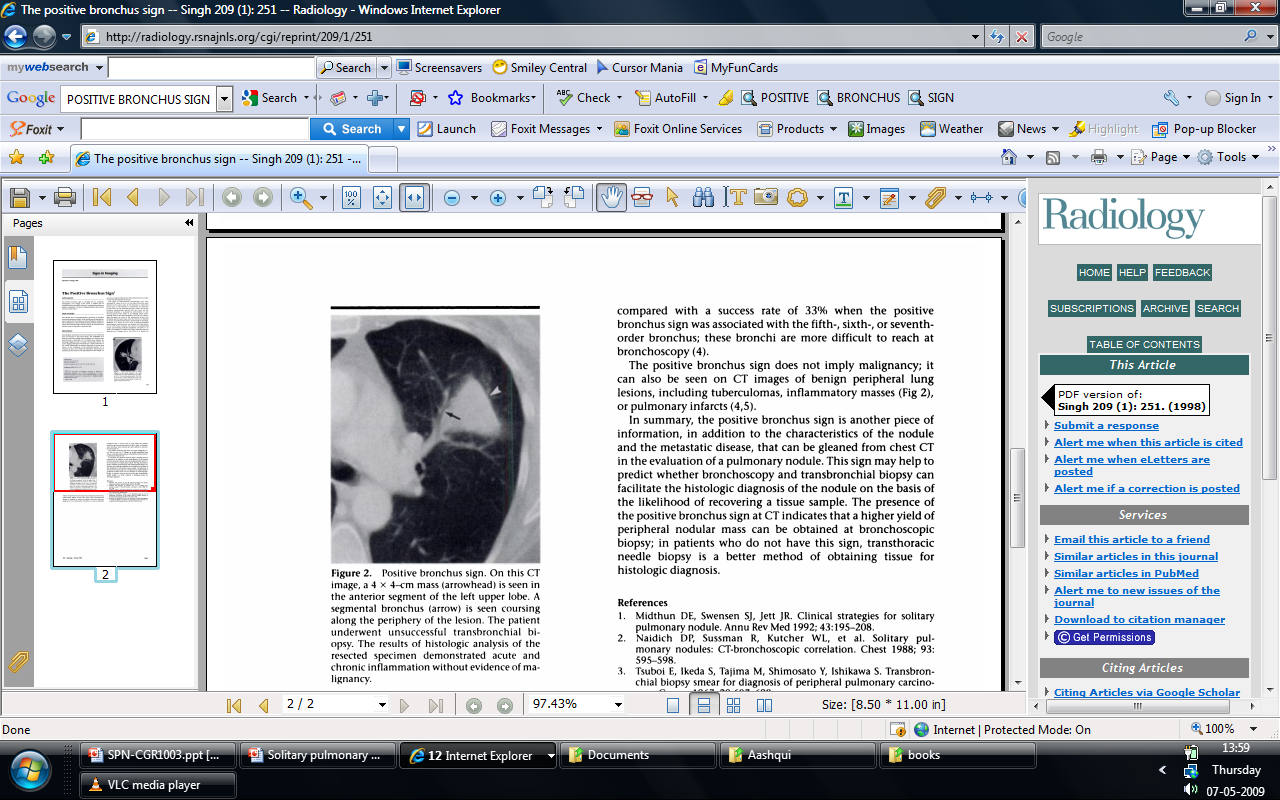 The positive bronchus sign -- Singh 209 (1): 251 -- Radiology - Windows Internet Explorer
http://radiology.rsnajnls.org/cgi/reprint/209/1/251
Google
mywebsearch Search Screensavers Smiley Central Cursor Mania MyFunCards
Google POSITIVE BRONCHUS SIGN Search Bookmarks ABC Check AutoFill POSITIVE BRONCHUS SIGN Sign In
Foxit Search Launch Foxit Messages Foxit Online Services Products Images Weather News Highlight Pop-up Blocker
The positive bronchus sign -- Singh 209 (1): 251 -... Page Tools
100%
Pages
The Positive Bronchus Sign
1
2
compared with a success rate of 33% when the positive
bronchus sign was associated with the fifth-, sixth-, or seventh-
order bronchus; these bronchi are more difficult to reach at
bronchoscopy (4).
The positive bronchus sign does not imply malignancy; it
can also be seen on CT images of benign peripheral lung
lesions, including tuberculomas, inflammatory masses (Fig 2),
or pulmonary infarcts (4,5).
In summary, the positive bronchus sign is another piece of
information, in addition to the characteristics of the nodule
and the metastatic disease, that can be gleaned from chest CT
in the evaluation of a pulmonary nodule. This sign may help to
predict whether bronchoscopy and transbronchial biopsy can
facilitate the histologic diagnosis of the nodule on the basis of
the likelihood of recovering a tissue sample. The presence of
the positive bronchus sign at CT indicates that a higher yield of
peripheral nodular mass can be obtained at bronchoscopic
biopsy; in patients who do not have this sign, transthoracic
needle biopsy is a better method of obtaining tissue for
histologic diagnosis.
Figure 2. Positive bronchus sign. On this CT
image, a 4 × 4-cm mass (arrowhead) is seen in
the anterior segment of the left upper lobe. A
segmental bronchus (arrow) is seen coursing
along the periphery of the lesion. The patient
underwent unsuccessful transbronchial bi-
opsy. The results of histologic analysis of the
resected specimen demonstrated acute and
chronic inflammation without evidence of ma-
lignancy.
References
1. Midthun DE, Swensen SJ, Jett JR. Clinical strategies for solitary
pulmonary nodule. Annu Rev Med 1992; 43:195–208.
2. Naidich DP, Sussman R, Kutcher WL, et al. Solitary pul-
monary nodules: CT-bronchoscopic correlation. Chest 1988; 93:
595–598.
3. Tsuboi E, Ikeda S, Tajima M, Shimosato Y, Ishikawa S. Transbron-
chial biopsy smear for diagnosis of peripheral pulmonary carcino-
Radiology
HOME HELP FEEDBACK
SUBSCRIPTIONS ARCHIVE SEARCH
TABLE OF CONTENTS
This Article
PDF version of:
Singh 209 (1): 251. (1998)
Submit a response
Alert me when this article is cited
Alert me when eLetters are
posted
Alert me if a correction is posted
Services
Email this article to a friend
Similar articles in this journal
Similar articles in PubMed
Alert me to new issues of the
journal
Download to citation manager
© Get Permissions
Citing Articles
Citing Articles via Google Scholar
2 / 2 97.43% Size: [8.50 * 11.00 in]
Done Internet | Protected Mode: On 100%
SPN-CGR1003.ppt [... Solitary pulmonary ... 12 Internet Explorer Documents Aashqui books
VLC media player
13:59
Thursday
07-05-2009